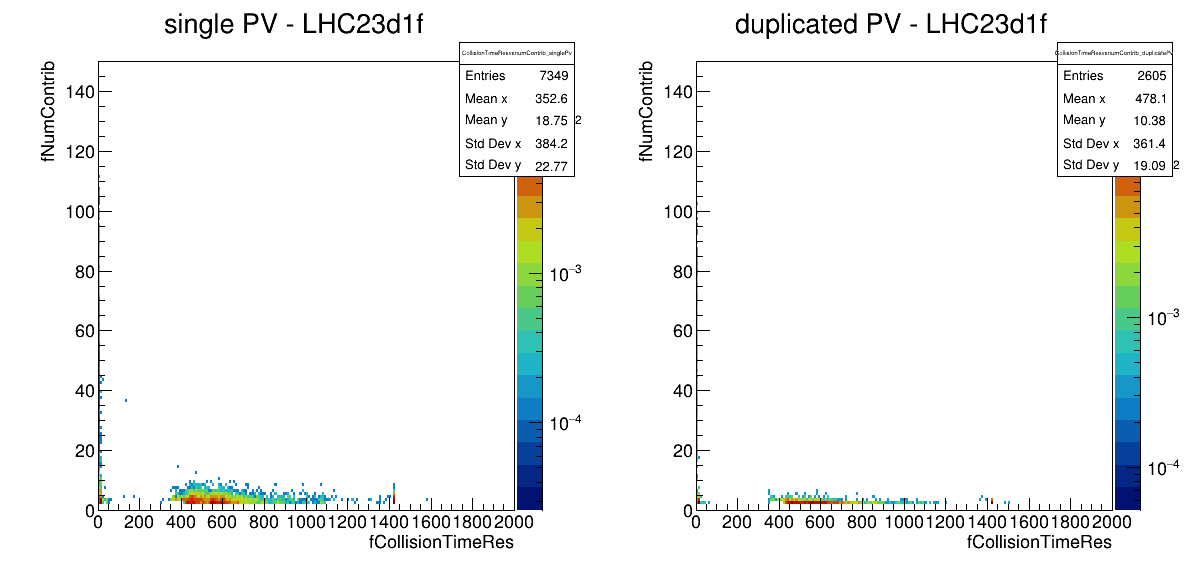 single PV - LHC23d1f
CollisionTimeResvsnumContrib_singlePV
Entries 7349
Mean x 352.6
Mean y 18.75
Std Dev x 384.2
Std Dev y 22.77
2
fNumContrib
140
120
100
80
60
40
20
0
0 200 400 600 800 1000 1200 1400 1600 1800 2000
fCollisionTimeRes
10−3
10−4
duplicated PV - LHC23d1f
CollisionTimeResvsnumContrib_duplicatePV
Entries 2605
Mean x 478.1
Mean y 10.38
Std Dev x 361.4
Std Dev y 19.09
2
fNumContrib
140
120
100
80
60
40
20
0
0 200 400 600 800 1000 1200 1400 1600 1800 2000
fCollisionTimeRes
10−3
10−4